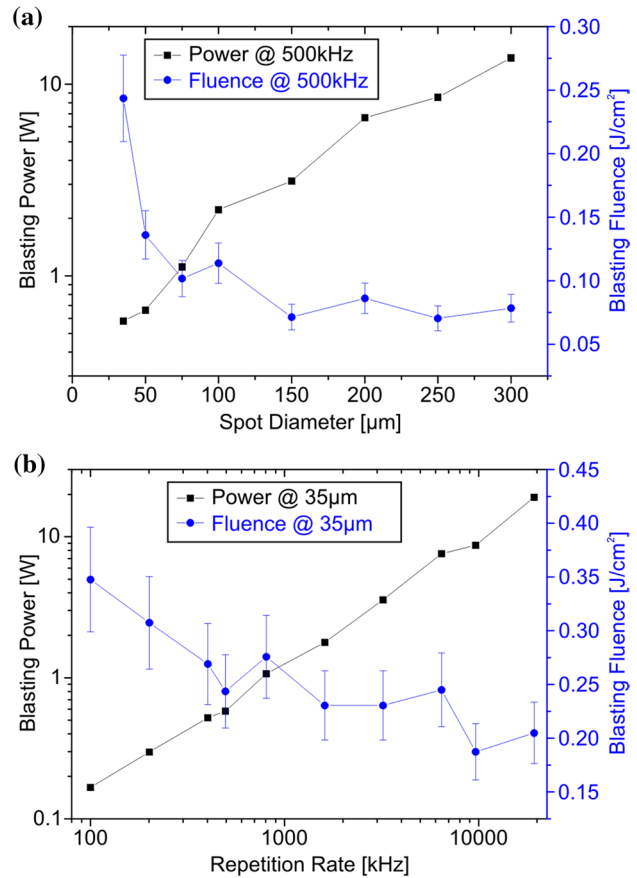 (a)
Power @ 500kHz
Fluence @ 500kHz
Blasting Power [W]
10
1
0.30
0.25
0.20
0.15
0.10
0.05
Blasting Fluence [J/cm²]
0 50 100 150 200 250 300
Spot Diameter [µm]
(b)
Power @ 35µm
Fluence @ 35µm
Blasting Power [W]
10
1
0.1
0.45
0.40
0.35
0.30
0.25
0.20
0.15
Blasting Fluence [J/cm²]
100 1000 10000
Repetition Rate [kHz]